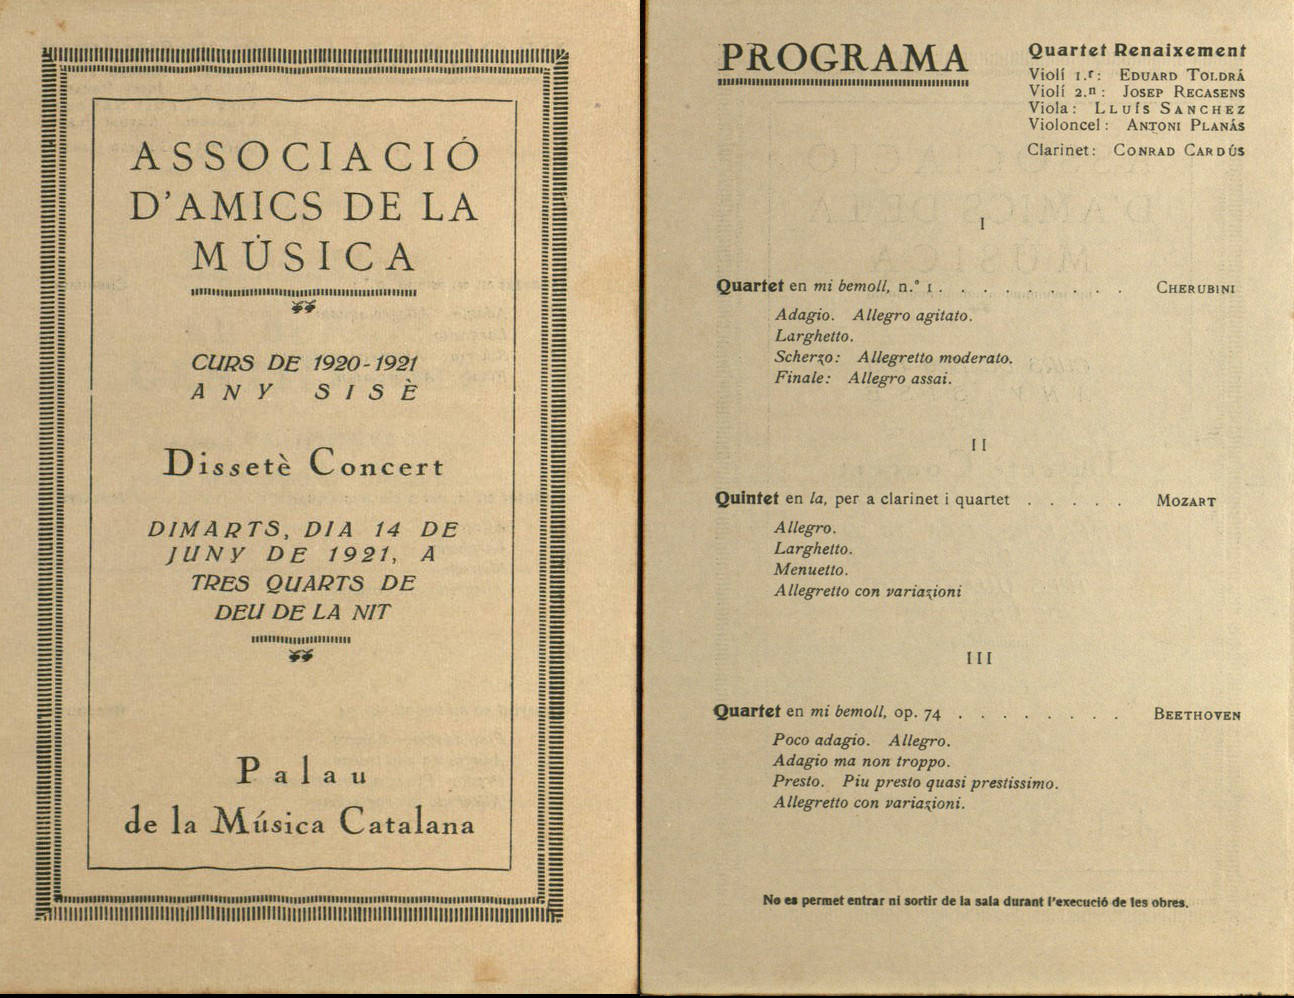 ASSOCIACIÓ
D'AMICS DE LA
MÚSICA
CURS DE 1920-1921
ANY SISÈ
Dissetè Concert
DIMARTS, DIA 14 DE
JUNY DE 1921, A
TRES QUARTS DE
DEU DE LA NIT
Palau
de la Música Catalana
PROGRAMA
Quartet Renaixement
Violí 1.r: EDUARD TOLDRÁ
Violí 2.n: JOSEP RECASENS
Viola: LLUÍS SANCHEZ
Violoncel: ANTONI PLANÁS
Clarinet: CONRAD CARDÚS
I
Quartet en mi bemoll, n.º 1 . . . . . . . . . CHERUBINI
Adagio. Allegro agitato.
Larghetto.
Scherzo: Allegretto moderato.
Finale: Allegro assai.
II
Quintet en la, per a clarinet i quartet . . . . . MOZART
Allegro.
Larghetto.
Menuetto.
Allegretto con variazioni
III
Quartet en mi bemoll, op. 74 . . . . . . . . BEETHOVEN
Poco adagio. Allegro.
Adagio ma non troppo.
Presto. Piu presto quasi prestissimo.
Allegretto con variazioni.
No es permet entrar ni sortir de la sala durant l'execució de les obres.